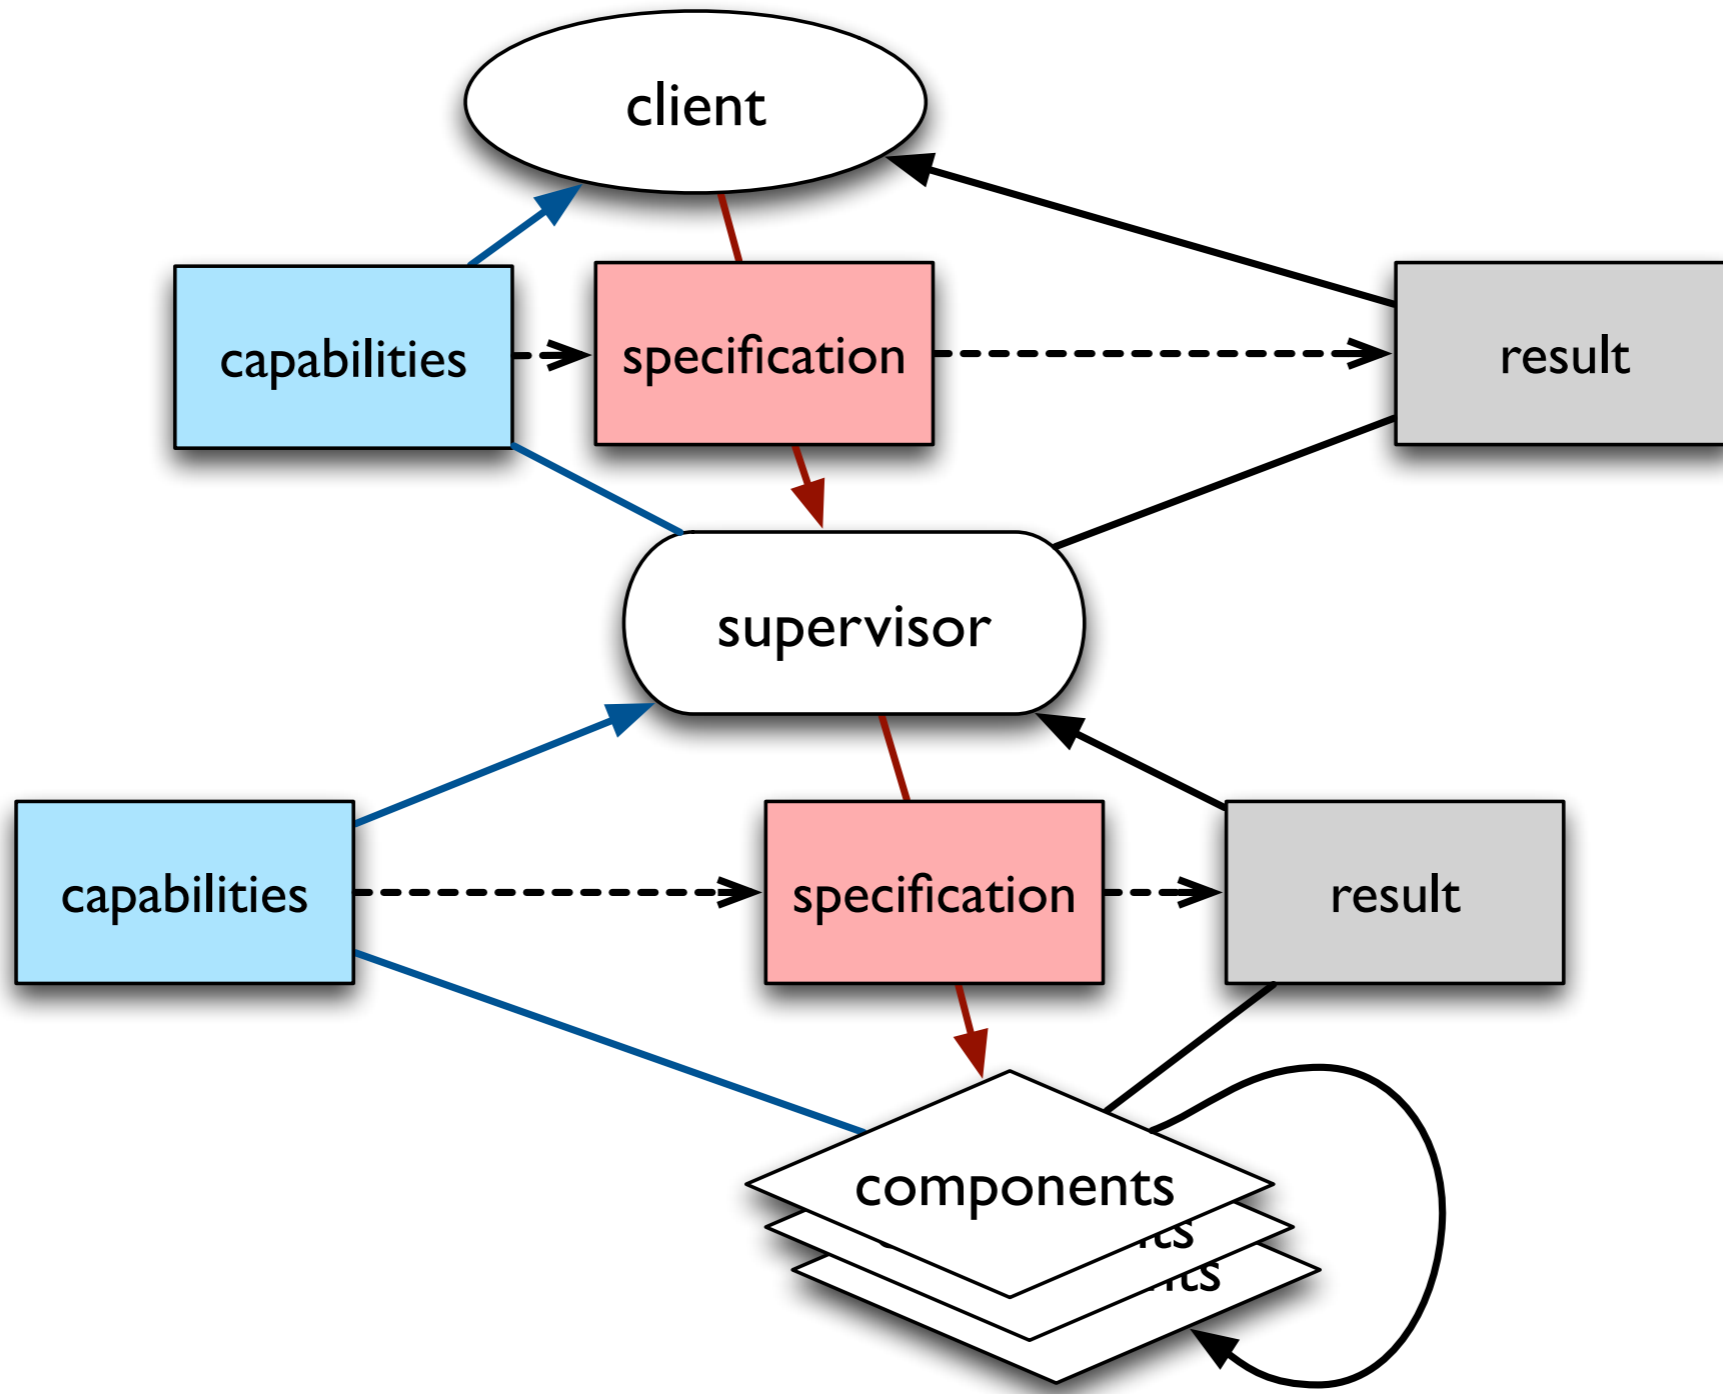 client
capabilities
specification
result
supervisor
capabilities
specification
result
components